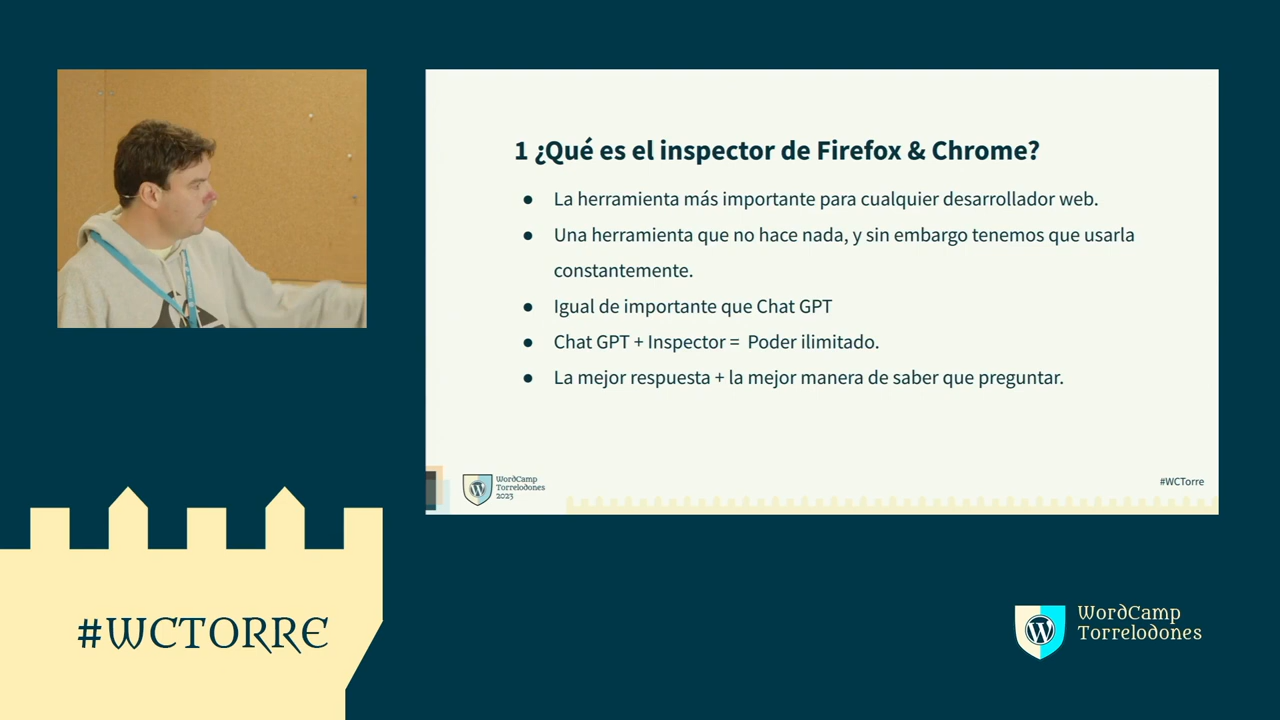 1 ¿Qué es el inspector de Firefox & Chrome?
● La herramienta más importante para cualquier desarrollador web.
● Una herramienta que no hace nada, y sin embargo tenemos que usarla
constantemente.
● Igual de importante que Chat GPT
● Chat GPT + Inspector = Poder ilimitado.
● La mejor respuesta + la mejor manera de saber que preguntar.
WordCamp
Torrelodones
2023
#WCTorre
#WCTORRE
WordCamp
Torrelodones